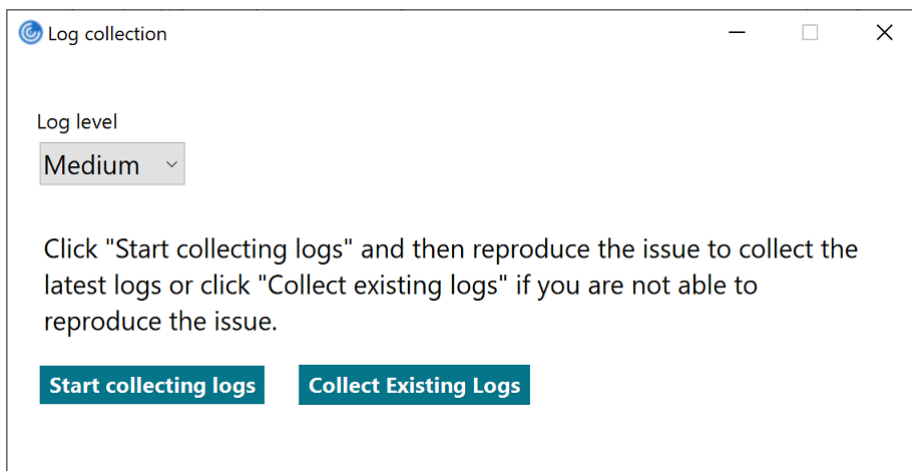 Log collection
Log level
Medium
Click "Start collecting logs" and then reproduce the issue to collect the
latest logs or click "Collect existing logs" if you are not able to
reproduce the issue.
Start collecting logs
Collect Existing Logs